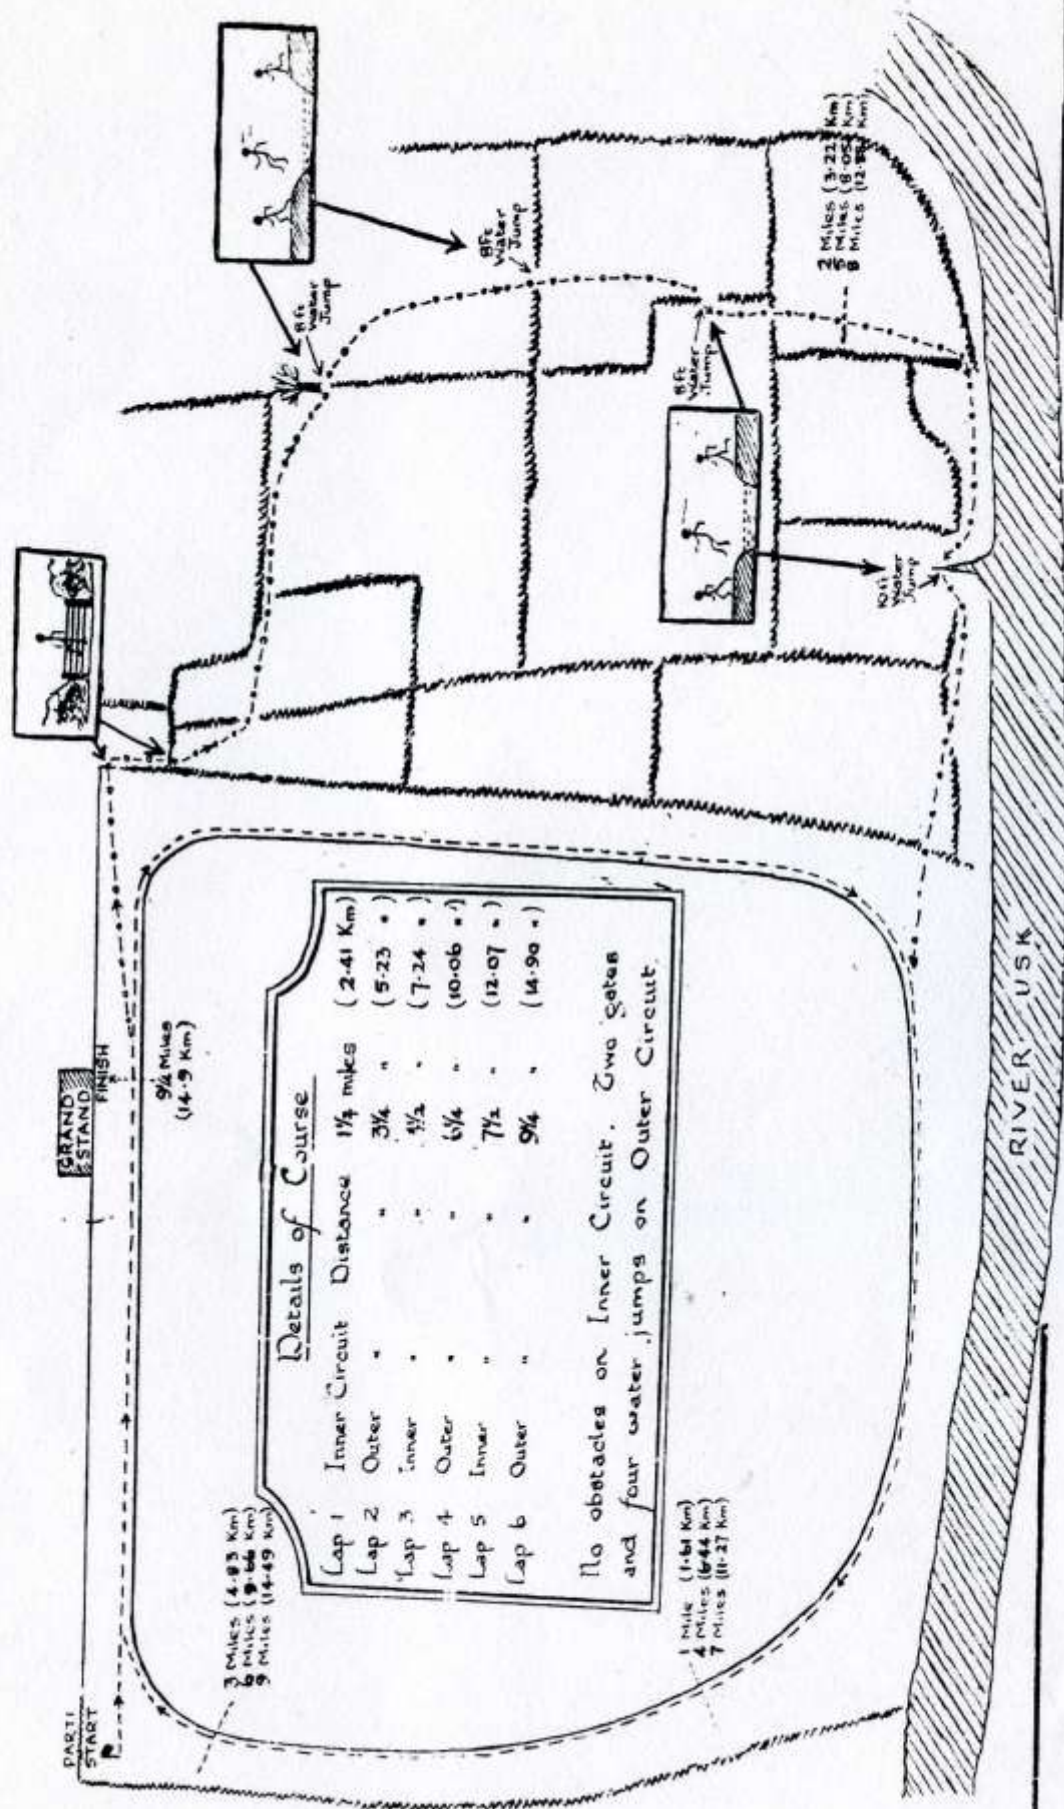 PARTI
START
GRAND
STAND
FINISH
9¼ Miles
(14.9 Km)
3 Miles (4.83 Km)
6 Miles (9.66 Km)
9 Miles (14.49 Km)
Details of Course
Lap 1 Inner Circuit Distance miles (2.41 Km)
Lap 2 Outer " " 3¼ " (5.23 " )
Lap 3 Inner " " " (7.24 " )
Lap 4 Outer " " 6¼ " (10.06 " )
Lap 5 Inner " " 7½ " (12.07 " )
Lap 6 Outer " " 9¼ " (14.90 " )
No obstacles on Inner Circuit. Two gates
and four water jumps on Outer Circuit.
1 Mile (1.61 Km)
4 Miles (6.44 Km)
7 Miles (11.27 Km)
8Ft
Water
Jump
8Ft
Water
Jump
8Ft
Water
Jump
10Ft
Water
Jump
2 Miles (3.22 Km)
5 Miles (8.05 Km)
8 Miles Km)
RIVER USK